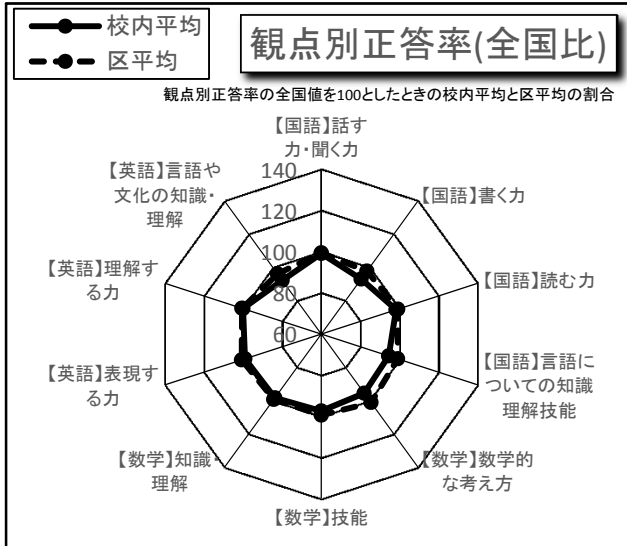 校内平均
区平均
観点別正答率(全国比)
観点別正答率の全国値を100としたときの校内平均と区平均の割合
【国語】話す
力・聞く力
【国語】書く力
【国語】読む力
【国語】言語に
ついての知識
理解技能
【数学】数学的
な考え方
【数学】技能
【数学】知識・
理解
【英語】表現す
る力
【英語】理解す
る力
【英語】言語や
文化の知識・
理解
140
120
100
80
60